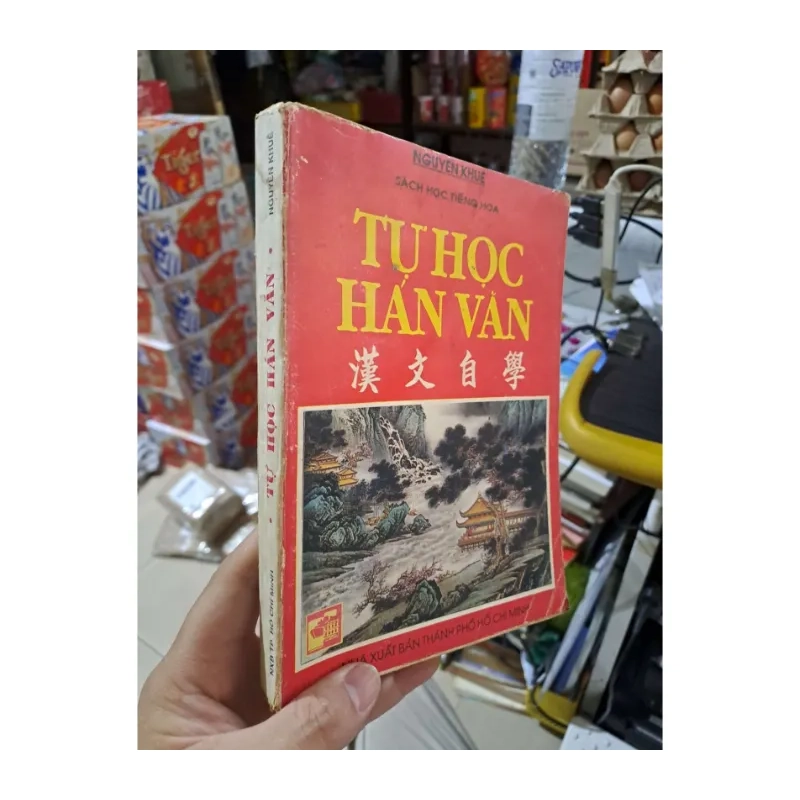 NGUYỄN KHUÊ
SÁCH HỌC TIẾNG HOA
TỰ HỌC
HÁN VĂN
漢文自學
NHÀ XUẤT BẢN THÀNH PHỐ HỒ CHÍ MINH
NGUYỄN KHUÊ • TỰ HỌC HÁN VĂN •
Tiger